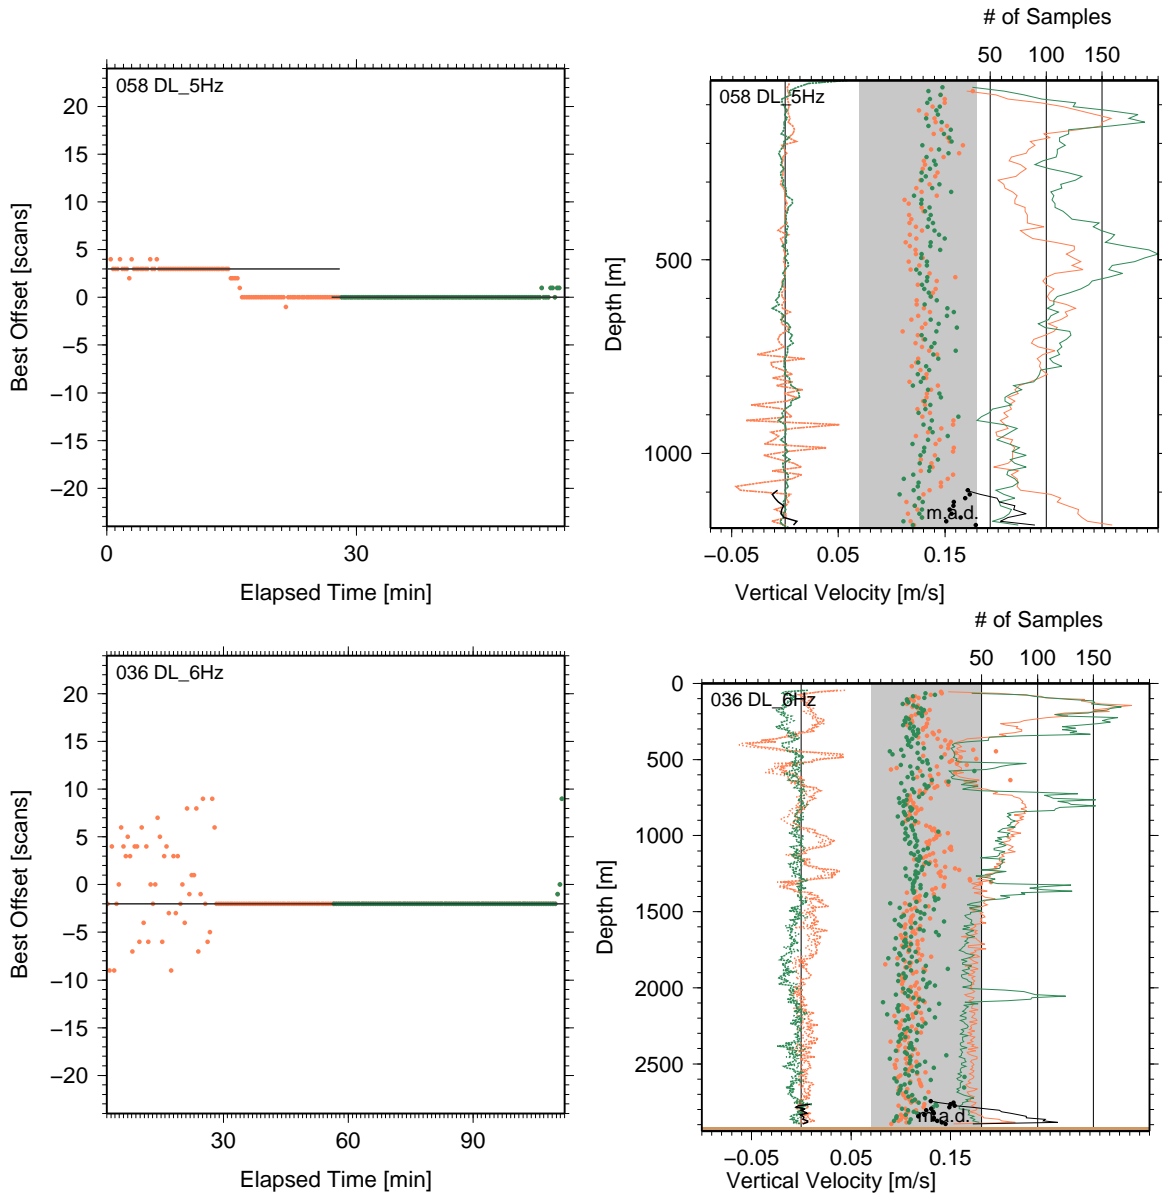 # of Samples
50 100 150
058 DL_5Hz
20
15
10
5
0
−5
−10
−15
−20
Best Offset [scans]
0 30
Elapsed Time [min]
058 DL_5Hz
500
1000
Depth [m]
m.a.d.
−0.05 0.05 0.15
Vertical Velocity [m/s]
# of Samples
50 100 150
036 DL_6Hz
20
15
10
5
0
−5
−10
−15
−20
Best Offset [scans]
30 60 90
Elapsed Time [min]
036 DL_6Hz
0
500
1000
1500
2000
2500
Depth [m]
m.a.d.
−0.05 0.05 0.15
Vertical Velocity [m/s]